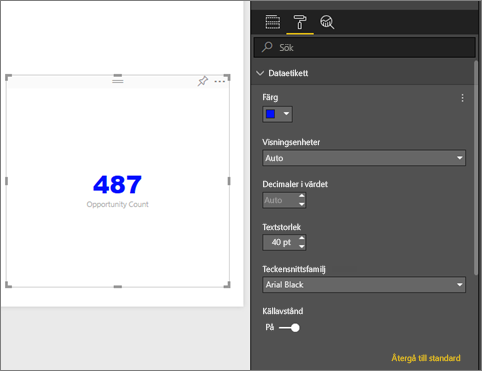 487
Opportunity Count
Sök
Dataetikett
Färg
Visningsenheter
Auto
Decimaler i värdet
Auto
Textstorlek
40 pt
Teckensnittsfamilj
Arial Black
Källavstånd
På
Återgå till standard